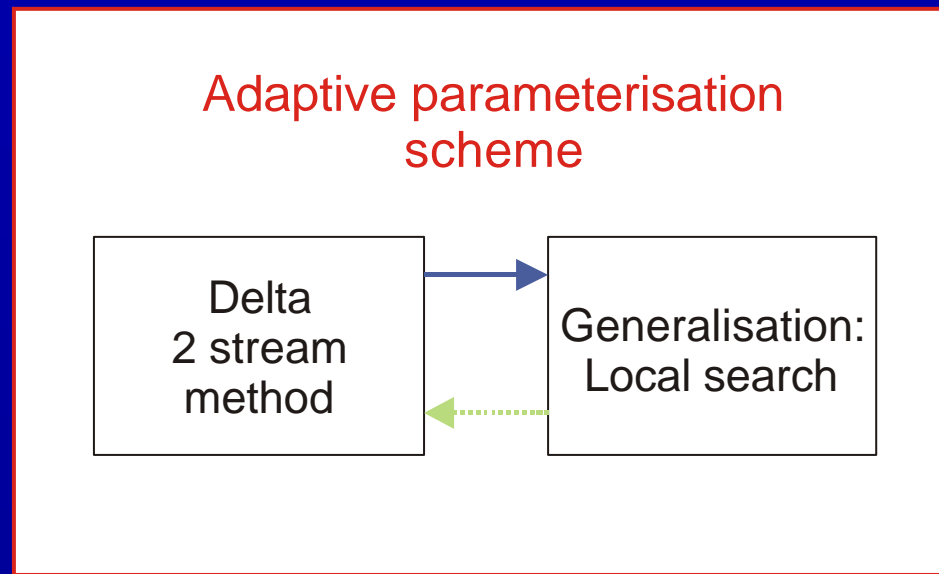 Adaptive parameterisation
scheme
Delta
2 stream
method
Generalisation:
Local search